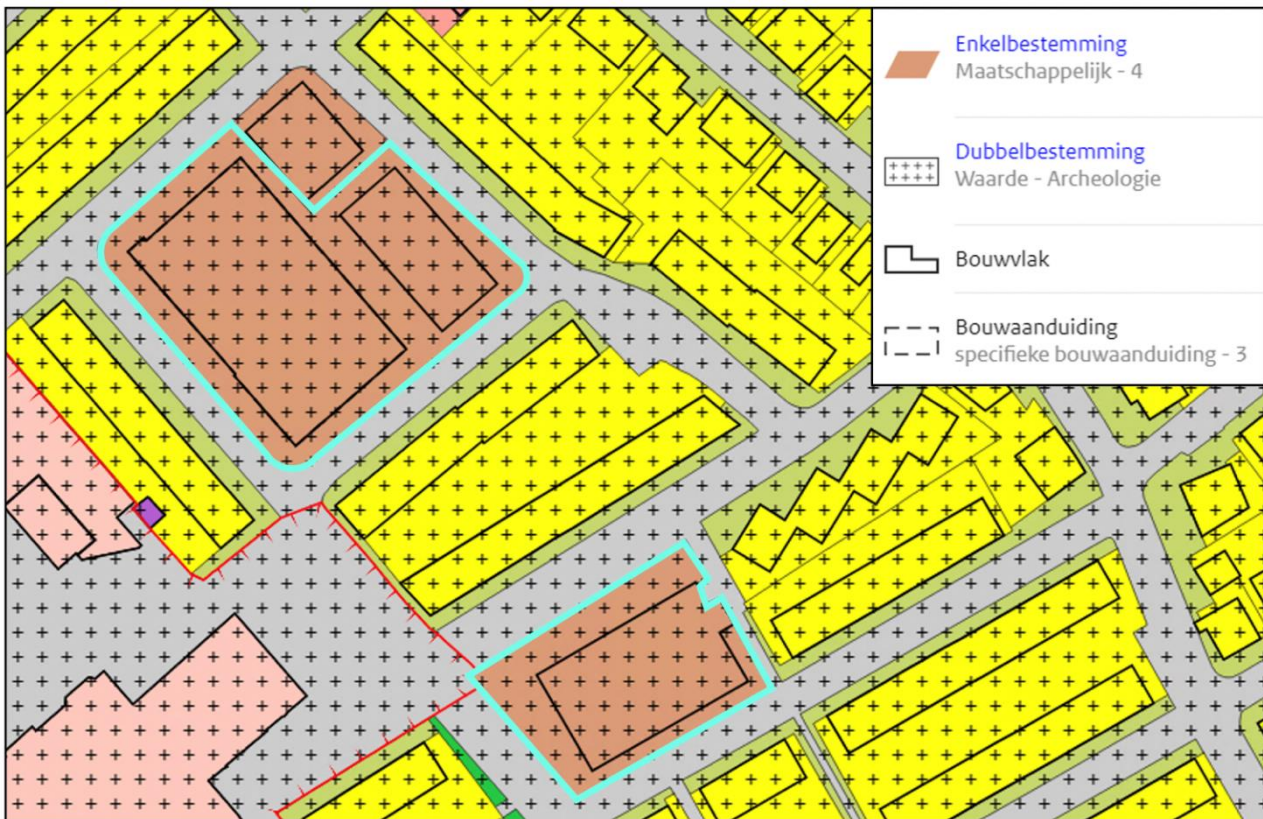 Enkelbestemming
Maatschappelijk - 4
Dubbelbestemming
Waarde - Archeologie
Bouwvlak
Bouwaanduiding
specifieke bouwaanduiding - 3